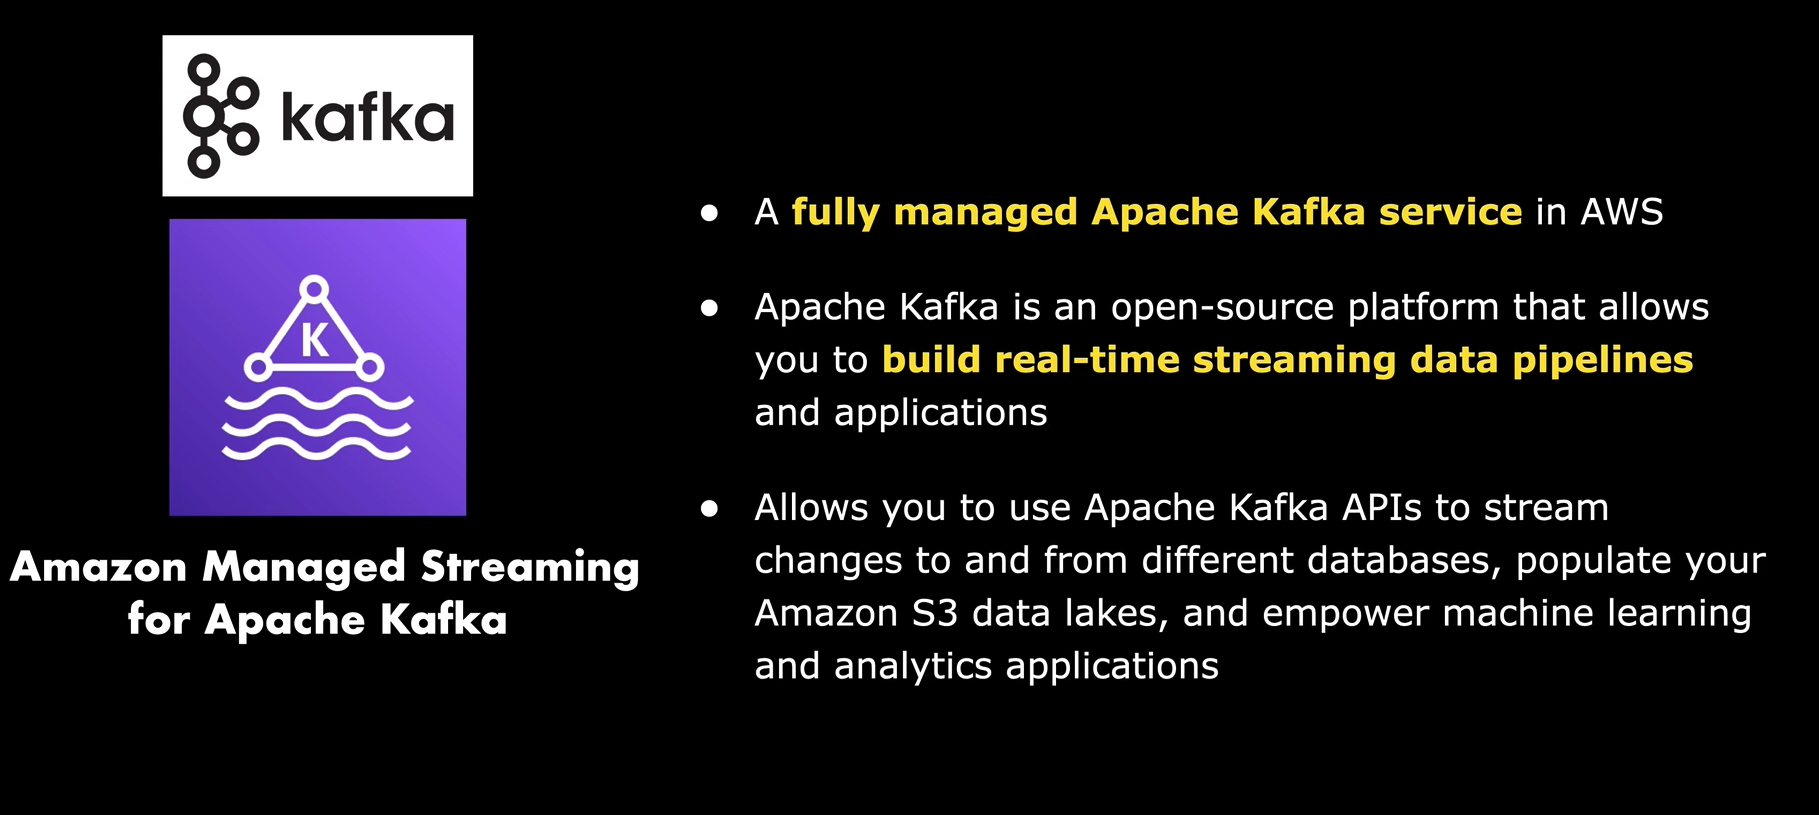 kafka
K
Amazon Managed Streaming
for Apache Kafka
● A fully managed Apache Kafka service in AWS
● Apache Kafka is an open-source platform that allows
you to build real-time streaming data pipelines
and applications
● Allows you to use Apache Kafka APIs to stream
changes to and from different databases, populate your
Amazon S3 data lakes, and empower machine learning
and analytics applications